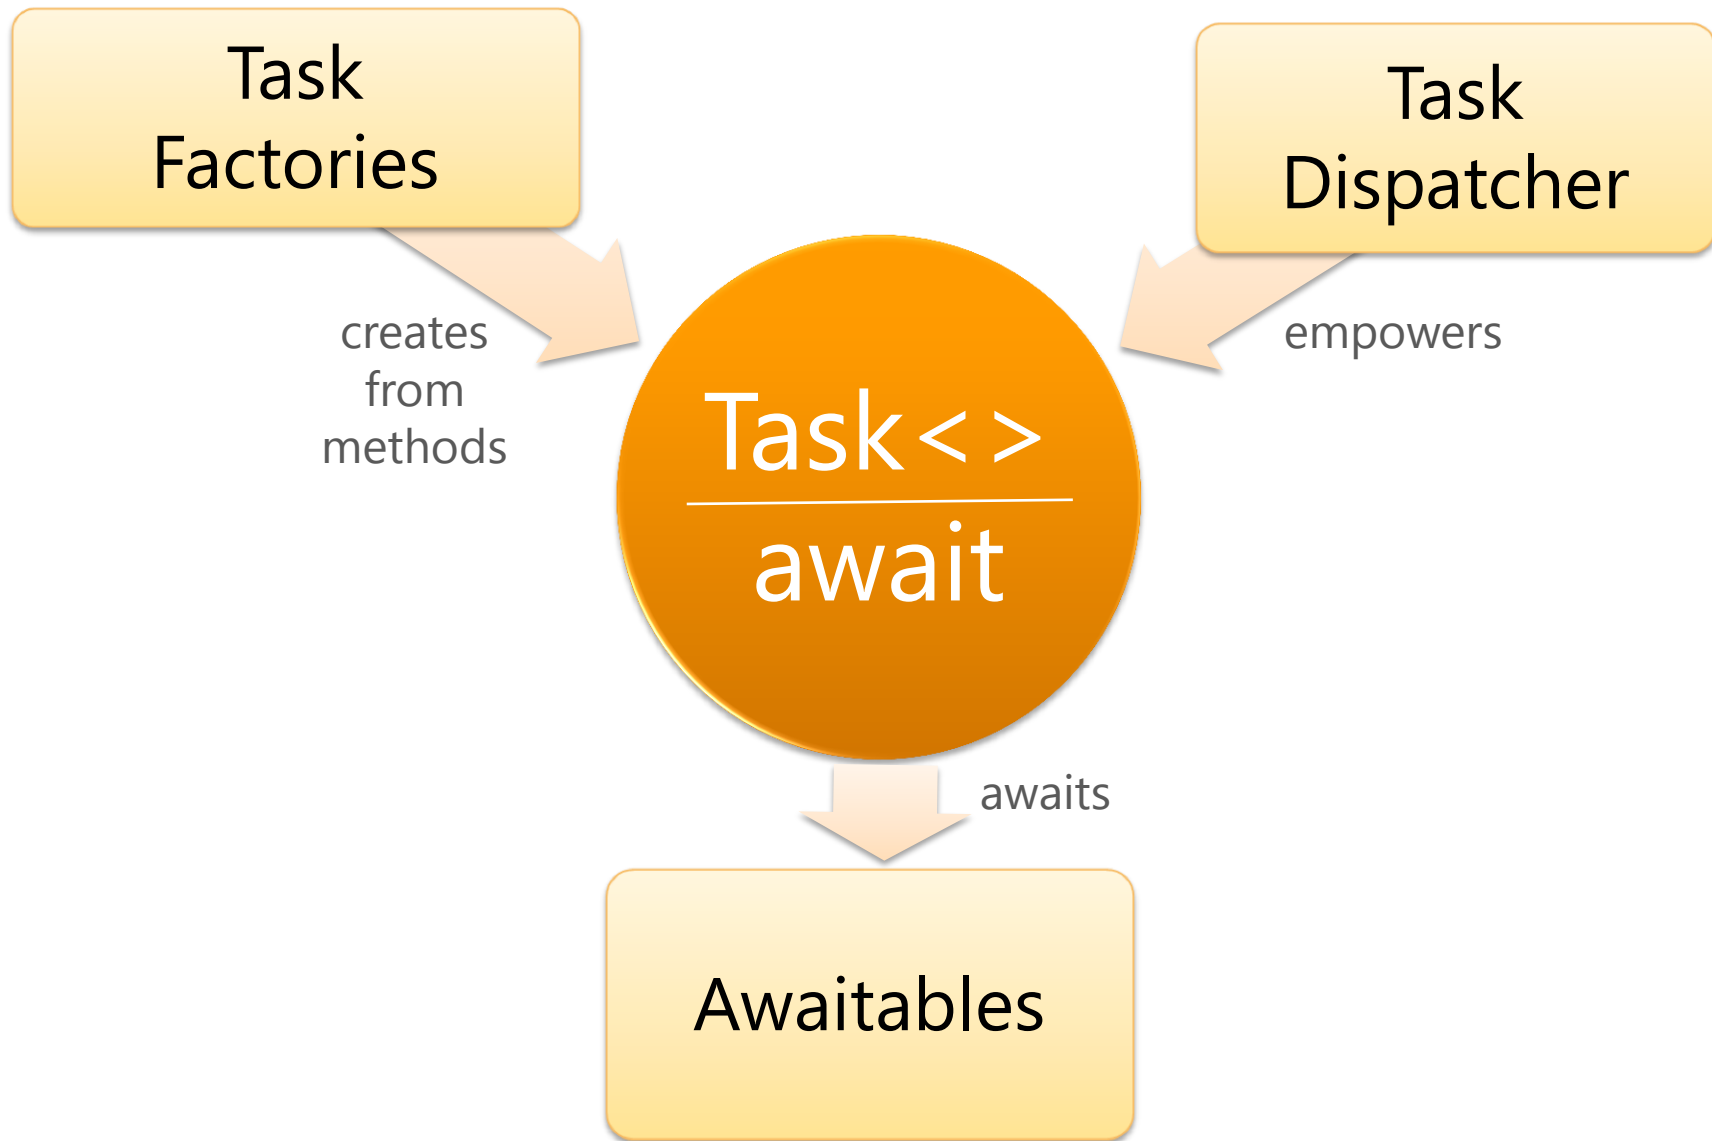 Task
Factories
Task
Dispatcher
creates
from
methods
empowers
Task<>
await
awaits
Awaitables